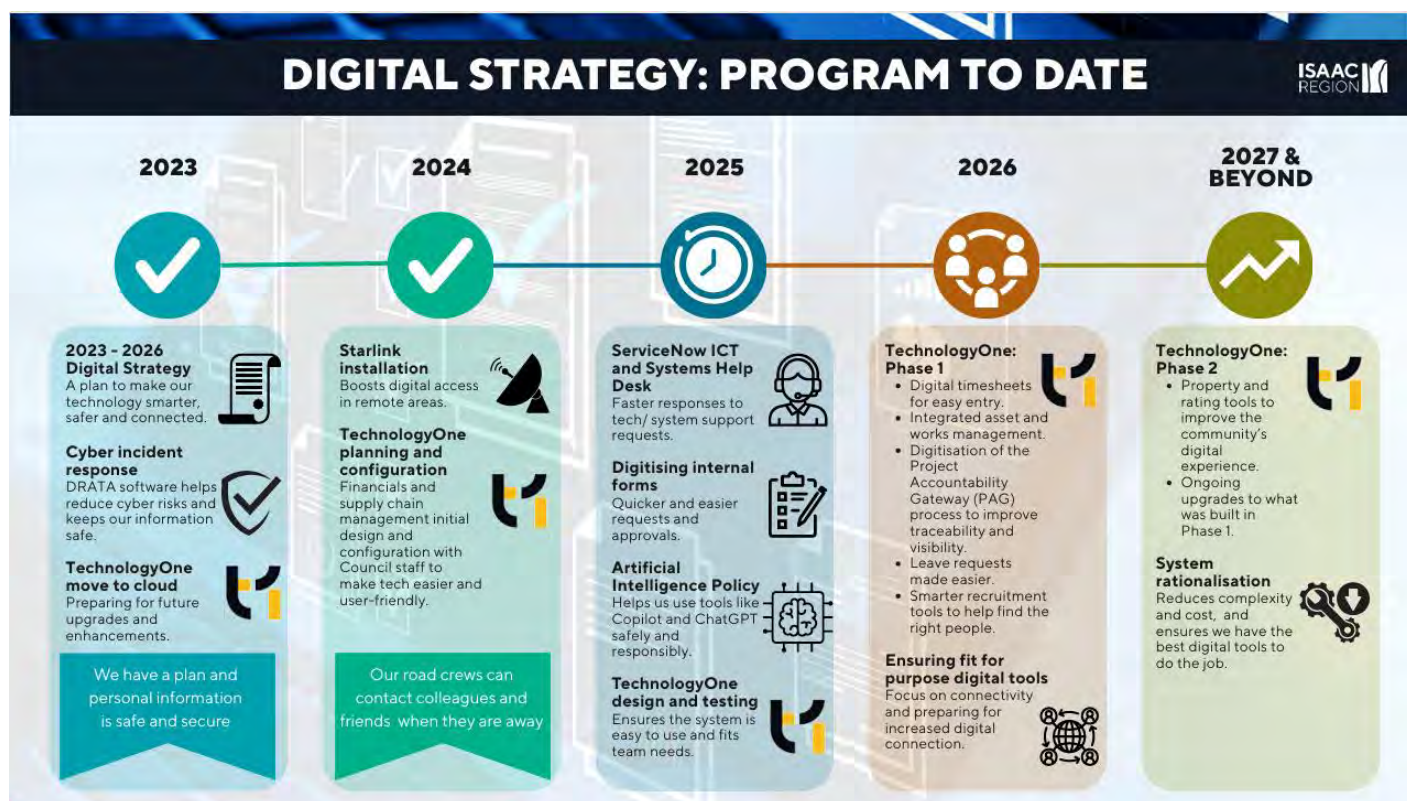 DIGITAL STRATEGY: PROGRAM TO DATE
ISAAC
REGION
2023
2023 - 2026
Digital Strategy
A plan to make our
technology smarter,
safer and connected.
Cyber incident
response
DRATA software helps
reduce cyber risks and
keeps our information
safe.
TechnologyOne
move to cloud
Preparing for future
upgrades and
enhancements.
We have a plan and
personal information
is safe and secure
2024
Starlink
installation
Boosts digital access
in remote areas.
TechnologyOne
planning and
configuration
Financials and
supply chain
management initial
design and
configuration with
Council staff to
make tech easier and
user-friendly.
Our road crews can
contact colleagues and
friends when they are away
2025
ServiceNow ICT
and Systems Help
Desk
Faster responses to
tech/ system support
requests.
Digitising internal
forms
Quicker and easier
requests and
approvals.
Artificial
Intelligence Policy
Helps us use tools like
Copilot and ChatGPT
safely and
responsibly.
TechnologyOne
design and testing
Ensures the system is
easy to use and fits
team needs.
2026
TechnologyOne:
Phase 1
• Digital timesheets
for easy entry.
• Integrated asset and
works management.
• Digitisation of the
Project
Accountability
Gateway (PAG)
process to improve
traceability and
visibility.
• Leave requests
made easier.
• Smarter recruitment
tools to help find the
right people.
Ensuring fit for
purpose digital tools
Focus on connectivity
and preparing for
increased digital
connection.
2027 &
BEYOND
TechnologyOne:
Phase 2
• Property and
rating tools to
improve the
community's
digital
experience.
• Ongoing
upgrades to what
was built in
Phase 1.
System
rationalisation
Reduces complexity
and cost, and
ensures we have the
best digital tools to
do the job.